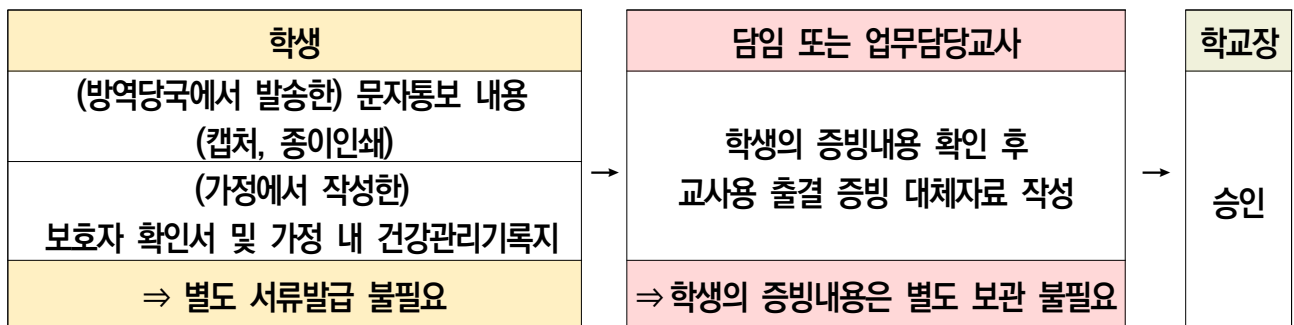 학생
(방역당국에서 발송한) 문자통보 내용
(캡처, 종이인쇄)
(가정에서 작성한)
보호자 확인서 및 가정 내 건강관리기록지
⇒ 별도 서류발급 불필요
→
담임 또는 업무담당교사
학생의 증빙내용 확인 후
교사용 출결 증빙 대체자료 작성
⇒ 학생의 증빙내용은 별도 보관 불필요
→
학교장
승인